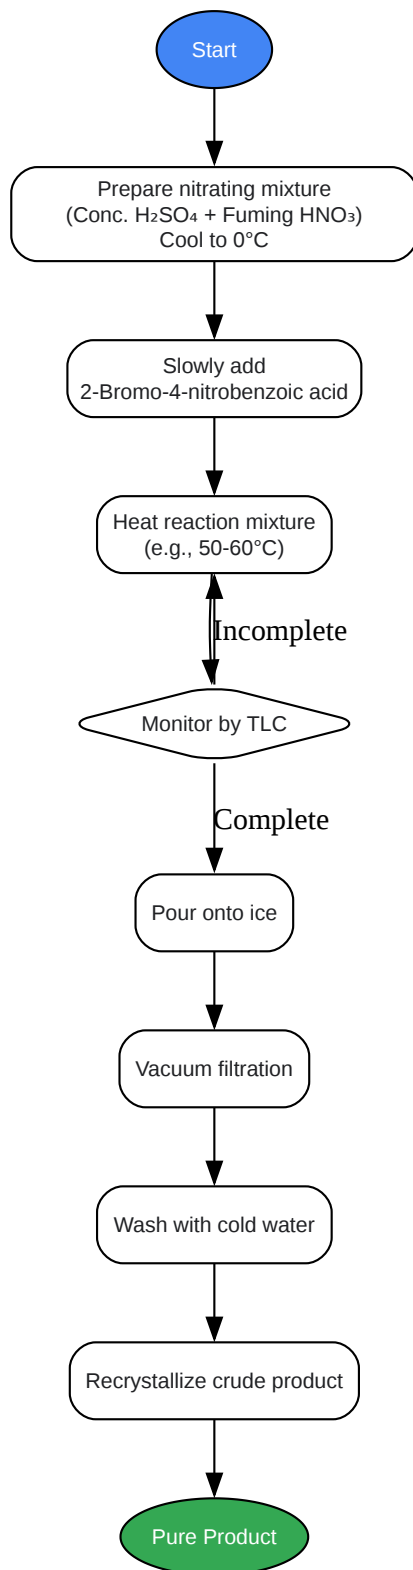 Start
Prepare nitrating mixture
(Conc. H₂SO₄ + Fuming HNO₃)
Cool to 0°C
Slowly add
2-Bromo-4-nitrobenzoic acid
Heat reaction mixture
(e.g., 50-60°C)
Incomplete
Monitor by TLC
Complete
Pour onto ice
Vacuum filtration
Wash with cold water
Recrystallize crude product
Pure Product